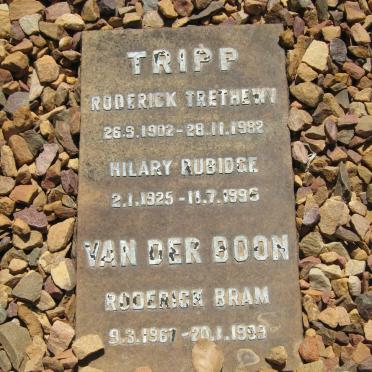 TRIPP
RODERICK TRETHEWY
26.9.1902-28.11.1982
HILARY RUBIDGE
2.1.1925-11.7.1996
VAN DER BOON
RODERICK BRAM
9.3.1967-20.1.1999